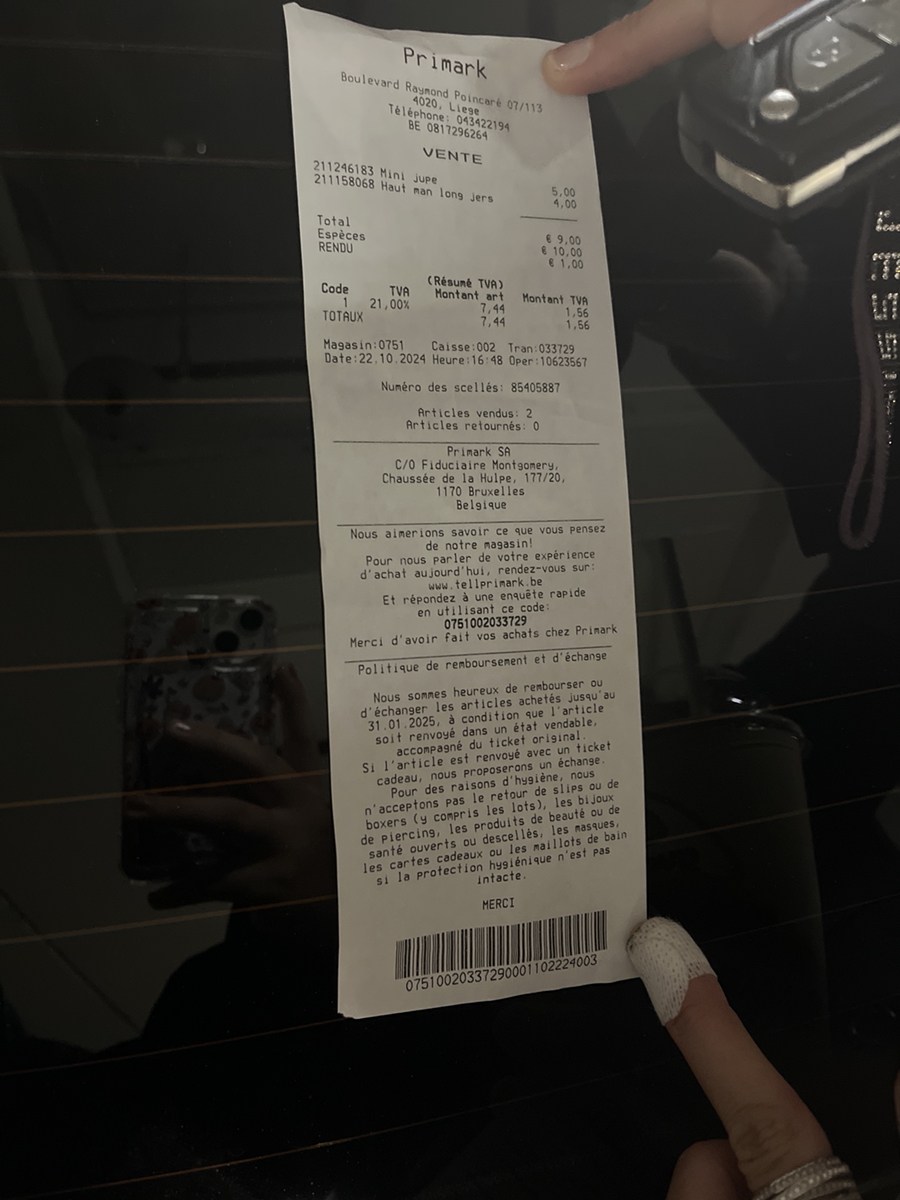 Primark
Boulevard Raymond Poincaré 07/113
4020, Liege
Téléphone: 043422194
BE 0817296264
VENTE
211246183 Mini jupe 5,00
211158068 Haut man long jers 4,00
Total € 9,00
Espèces € 10,00
RENDU € 1,00
(Résumé TVA)
Code TVA Montant art Montant TVA
1 21,00% 7,44 1,56
TOTAUX 7,44 1,56
Magasin:0751 Caisse:002 Tran:033729
Date:22.10.2024 Heure:16:48 Oper:10623567
Numéro des scellés: 85405887
Articles vendus: 2
Articles retournés: 0
Primark SA
C/O Fiduciaire Montgomery,
Chaussée de la Hulpe, 177/20,
1170 Bruxelles
Belgique
Nous aimerions savoir ce que vous pensez
de notre magasin!
Pour nous parler de votre expérience
d'achat aujourd'hui, rendez-vous sur:
www.tellprimark.be
Et répondez à une enquête rapide
en utilisant ce code:
0751002033729
Merci d'avoir fait vos achats chez Primark
Politique de remboursement et d'échange
Nous sommes heureux de rembourser ou
d'échanger les articles achetés jusqu'au
31.01.2025, à condition que l'article
soit renvoyé dans un état vendable,
accompagné du ticket original.
Si l'article est renvoyé avec un ticket
cadeau, nous proposerons un échange.
Pour des raisons d'hygiène, nous
n'acceptons pas le retour de slips ou de
boxers (y compris les lots), les bijoux
de piercing, les produits de beauté ou de
santé ouverts ou descellés, les masques,
les cartes cadeaux ou les maillots de bain
si la protection hygiénique n'est pas
intacte.
MERCI
07510020337290001102224003